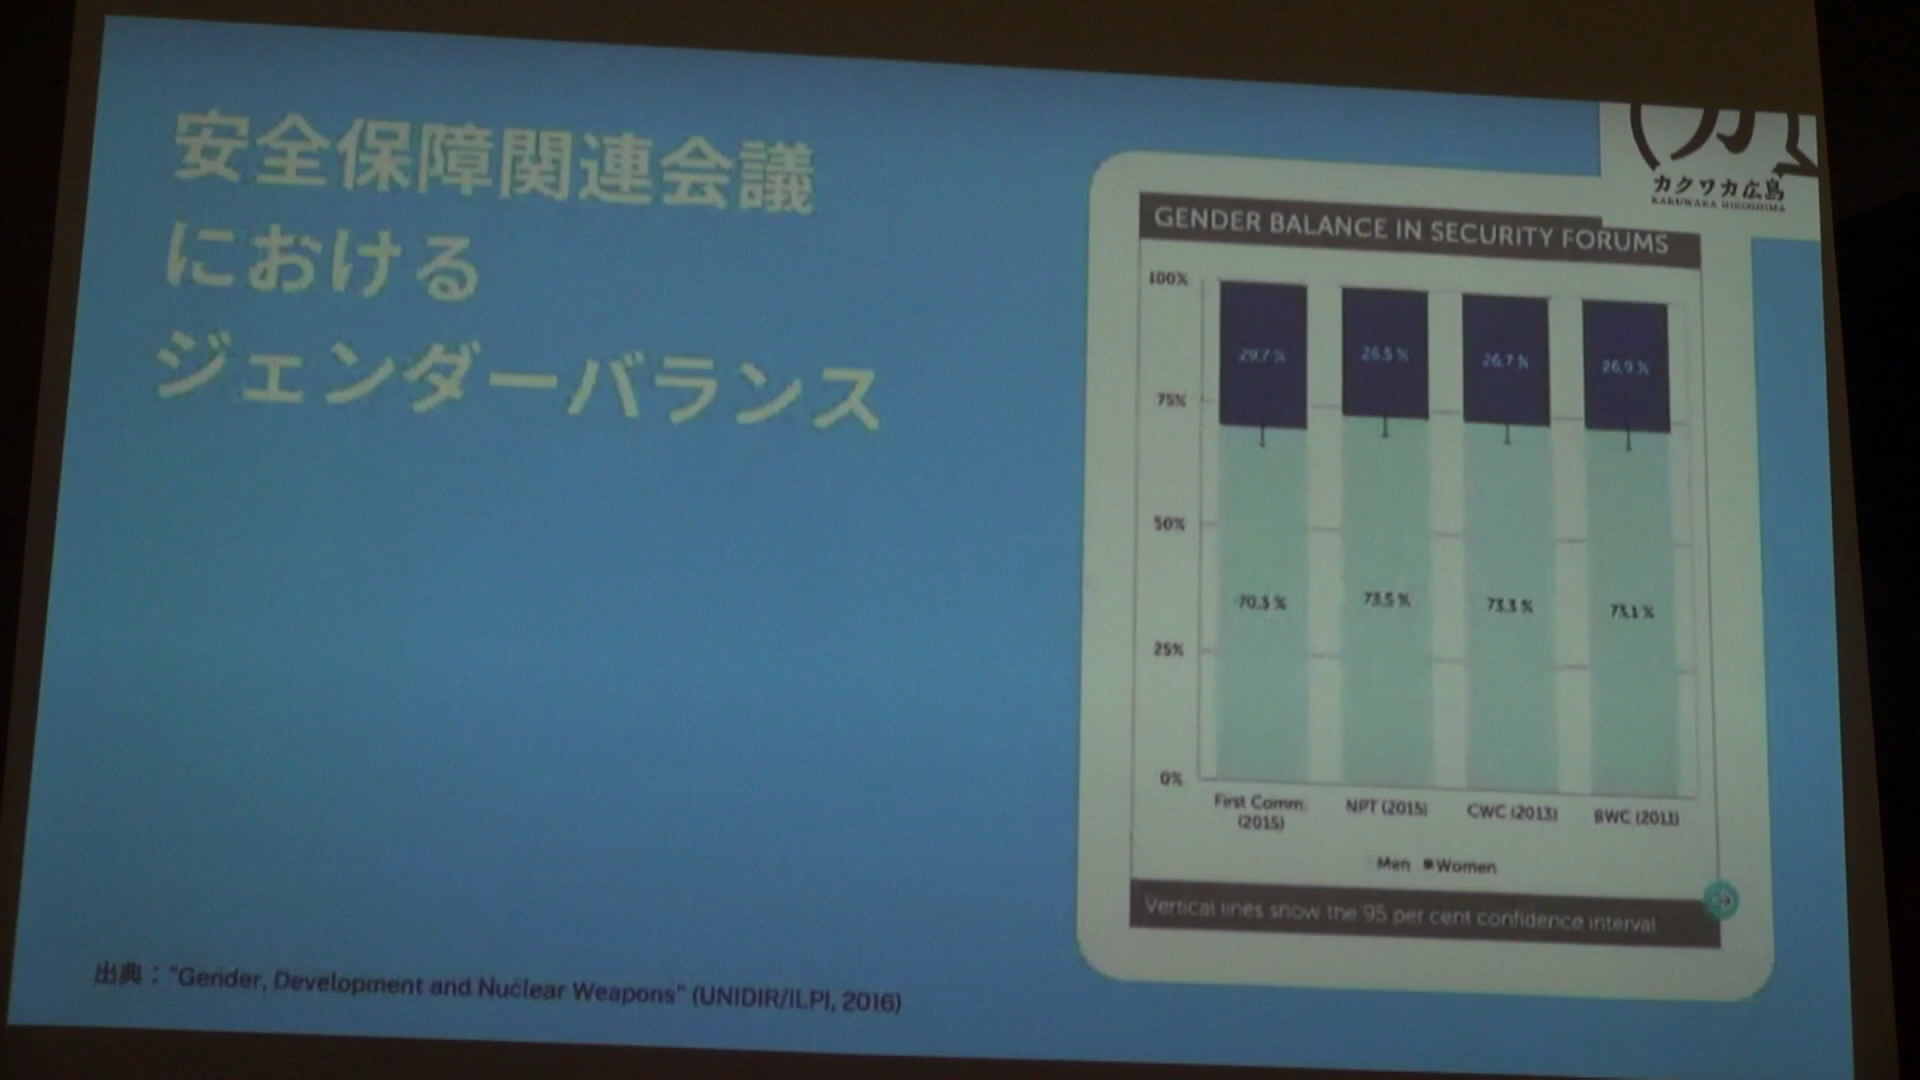 安全保障関連会議
における
ジェンダーバランス
カクワカ広島
KAKUWAKA HIROSHIMA
GENDER BALANCE IN SECURITY FORUMS
100%
75%
50%
25%
0%
29.7 % 26.5 % 26.7 % 26.9 %
70.3 % 73.5 % 73.3 % 73.1 %
First Comm. (2015) NPT (2015) CWC (2013) BWC (2011)
Men Women
Vertical lines show the 95 per cent confidence interval
出典："Gender, Development and Nuclear Weapons" (UNIDIR/ILPI, 2016)